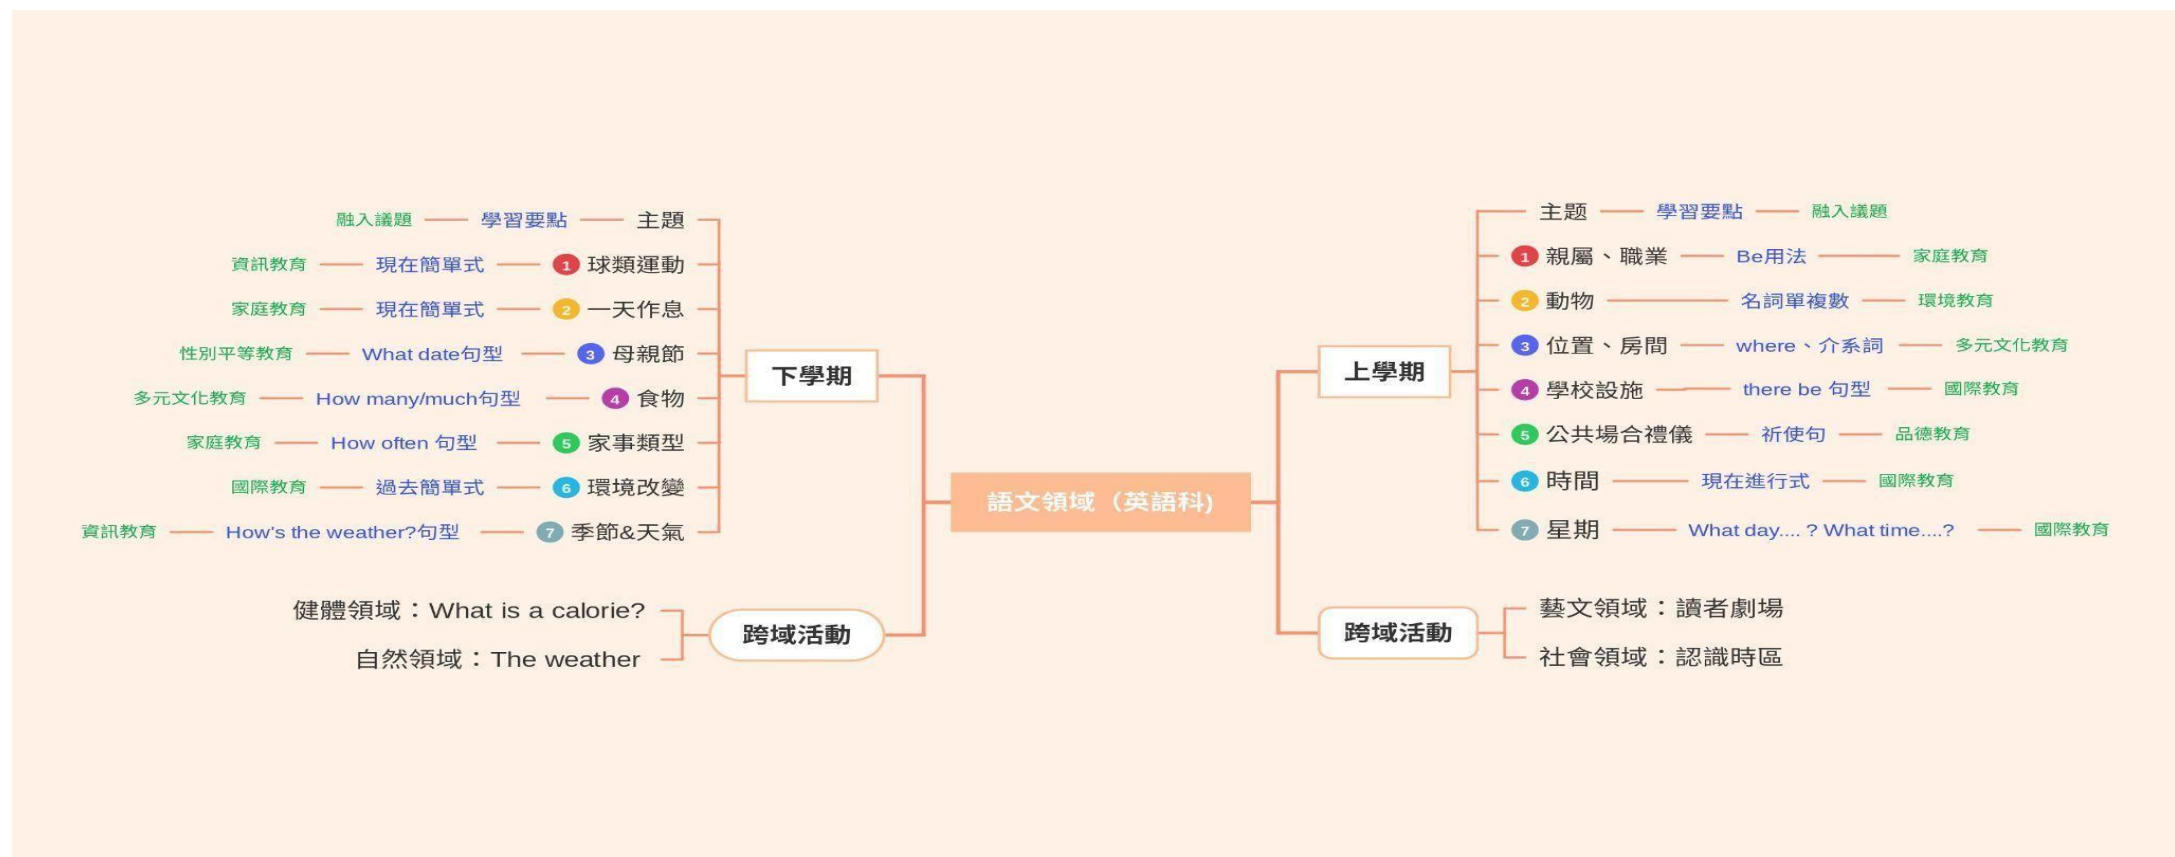 語文領域（英語科)
上學期
主题 學習要點 融入議題
1 親屬、職業 Be用法 家庭教育
2 動物 名詞單複數 環境教育
3 位置、房間 where、介系詞 多元文化教育
4 學校設施 there be 句型 國際教育
5 公共場合禮儀 祈使句 品德教育
6 時間 現在進行式 國際教育
7 星期 What day.... ? What time....? 國際教育
跨域活動
藝文領域：讀者劇場
社會領域：認識時區
下學期
主題 學習要點 融入議題
1 球類運動 現在簡單式 資訊教育
2 一天作息 現在簡單式 家庭教育
3 母親節 What date句型 性別平等教育
4 食物 How many/much句型 多元文化教育
5 家事類型 How often 句型 家庭教育
6 環境改變 過去簡單式 國際教育
7 季節&天氣 How's the weather?句型 資訊教育
跨域活動
健體領域：What is a calorie?
自然領域：The weather